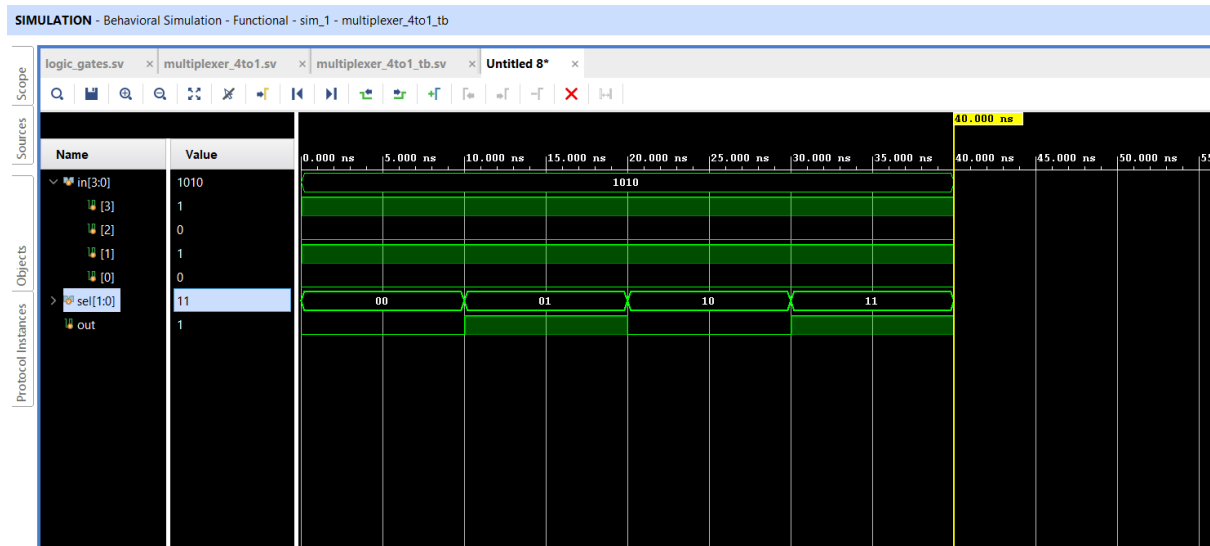 SIMULATION - Behavioral Simulation - Functional - sim_1 - multiplexer_4to1_tb
Scope
Sources
Objects
Protocol Instances
logic_gates.sv × multiplexer_4to1.sv × multiplexer_4to1_tb.sv × Untitled 8* ×
40.000 ns
Name Value
0.000 ns 5.000 ns 10.000 ns 15.000 ns 20.000 ns 25.000 ns 30.000 ns 35.000 ns 40.000 ns 45.000 ns 50.000 ns
in[3:0] 1010 1010
[3] 1
[2] 0
[1] 1
[0] 0
sel[1:0] 11 00 01 10 11
out 1